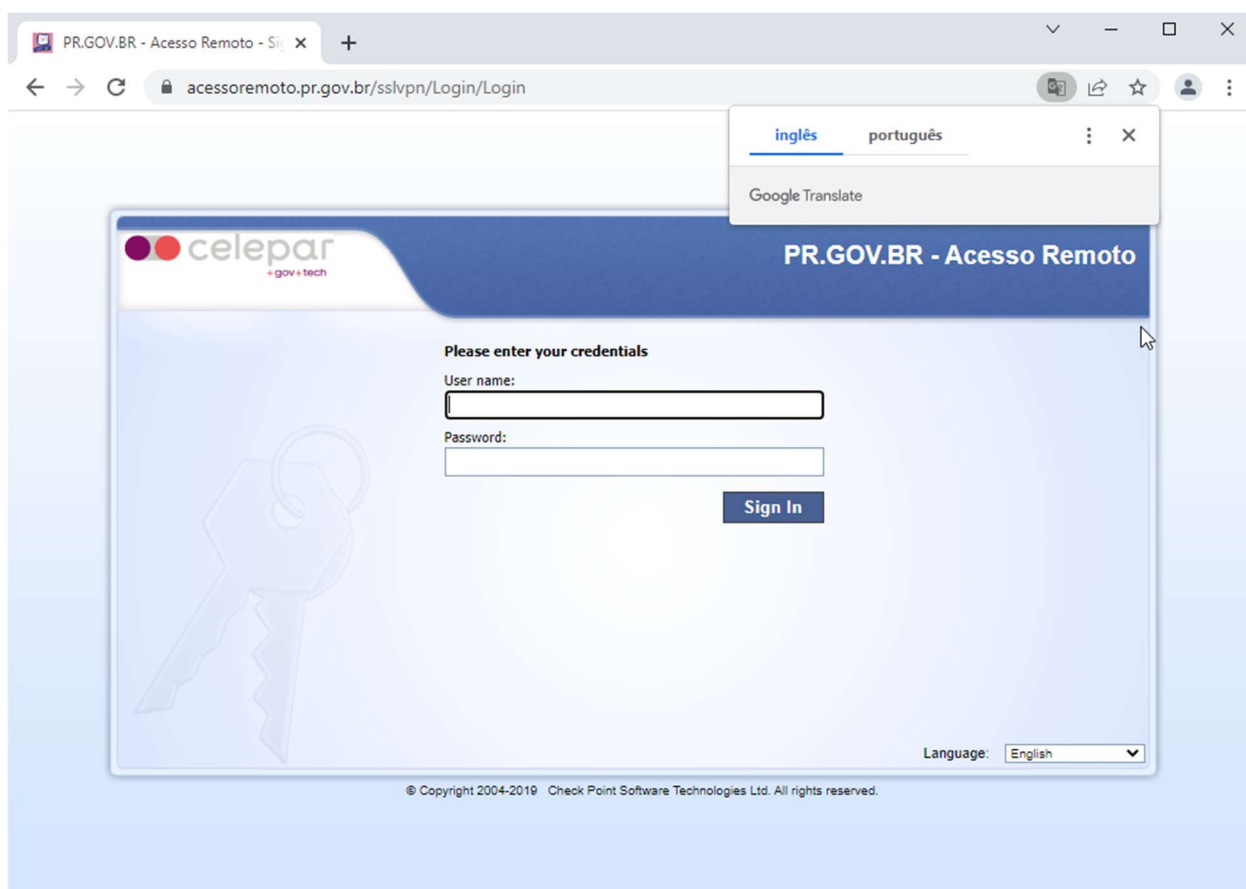 PR.GOV.BR - Acesso Remoto - Si
acessoremoto.pr.gov.br/sslvpn/Login/Login
inglês português
Google Translate
celepar
+gov+tech
PR.GOV.BR - Acesso Remoto
Please enter your credentials
User name:
Password:
Sign In
Language: English
© Copyright 2004-2019 Check Point Software Technologies Ltd. All rights reserved.